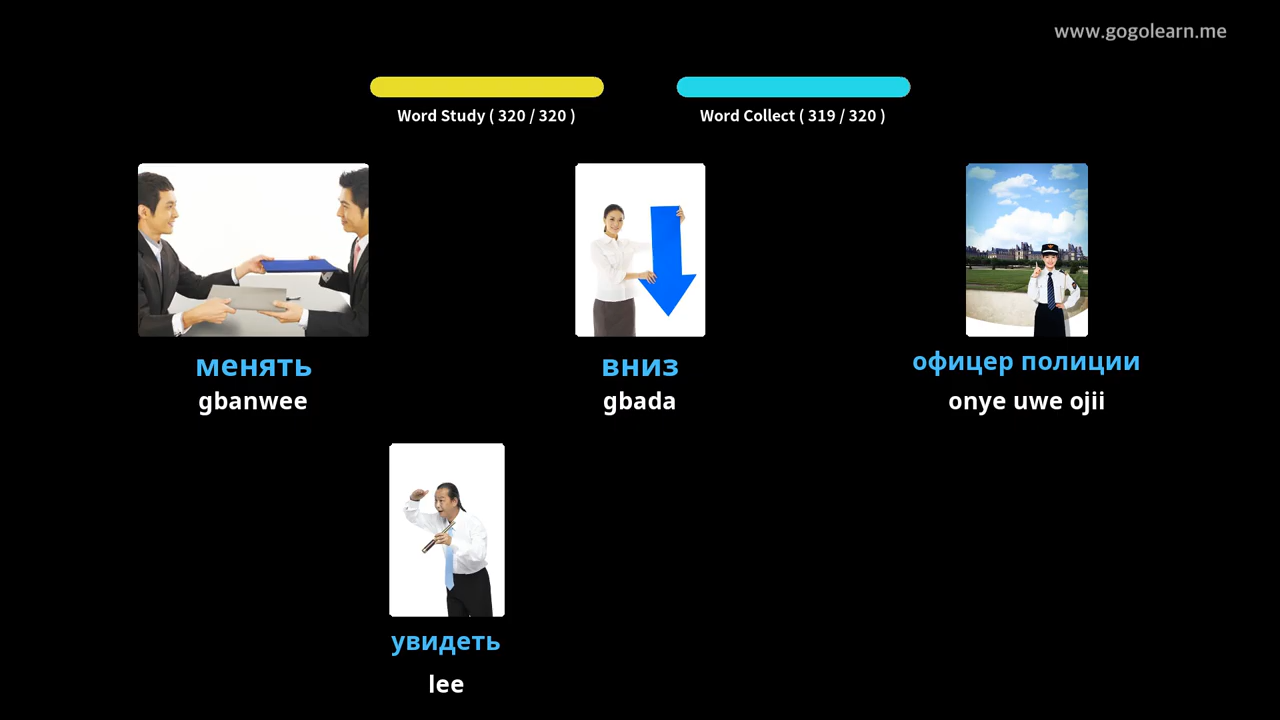 www.gogolearn.me
Word Study ( 320 / 320 )
Word Collect ( 319 / 320 )
менять
gbanwee
вниз
gbada
офицер полиции
onye uwe ojii
увидеть
lee